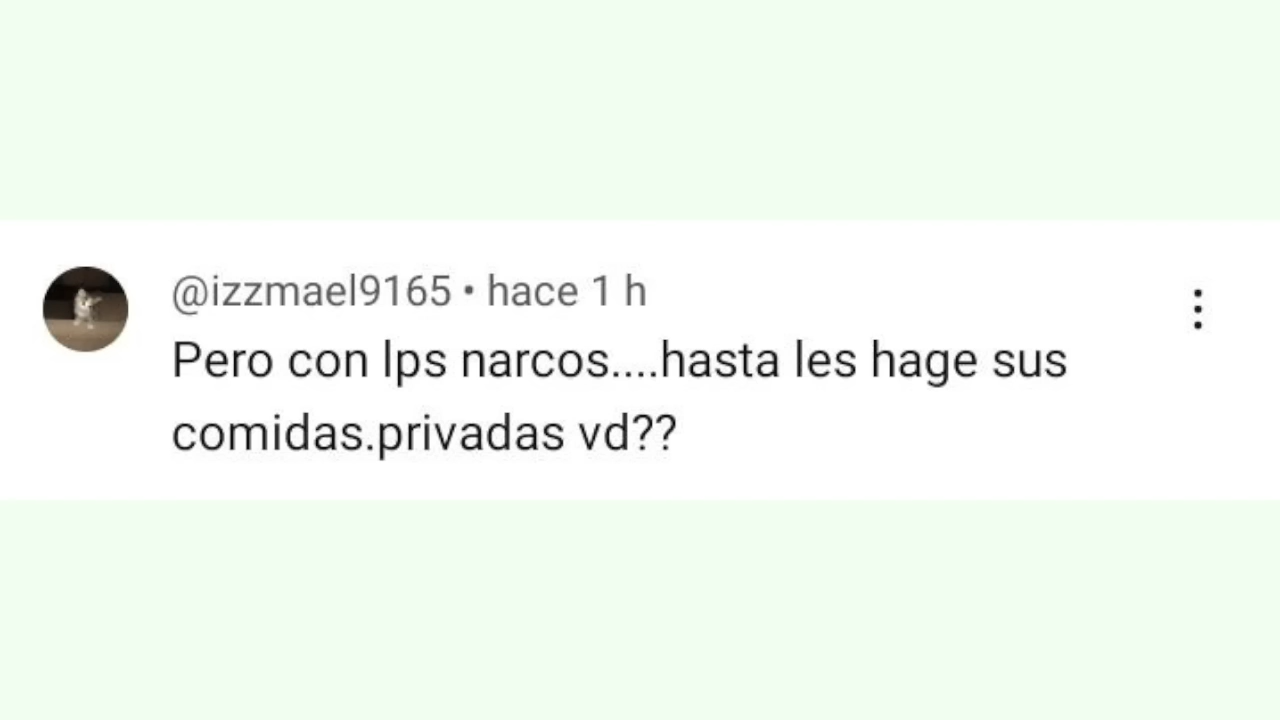 @izzmael9165 • hace 1 h
Pero con lps narcos....hasta les hage sus
comidas.privadas vd??